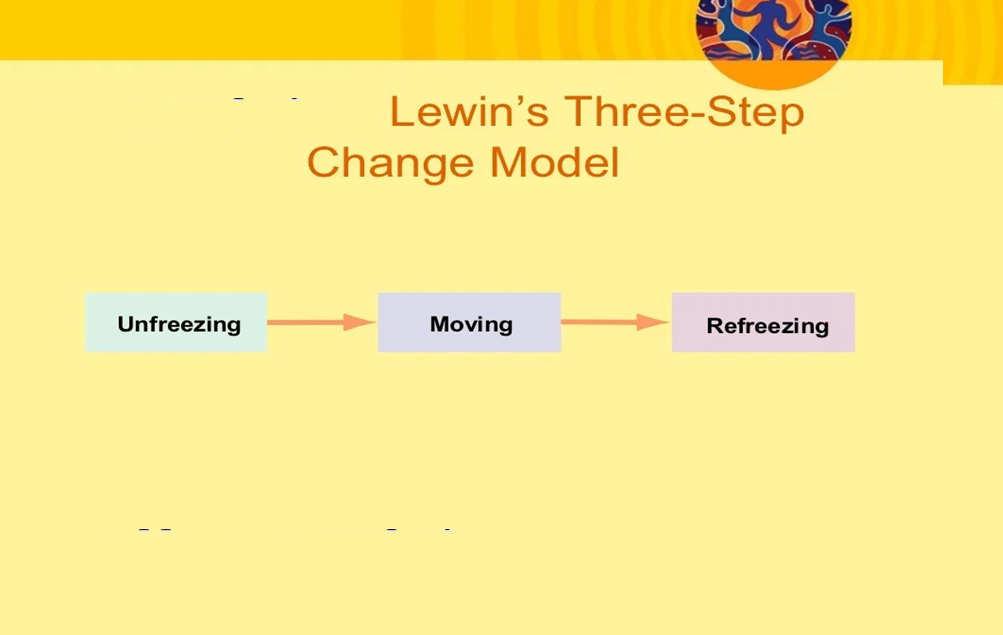 Lewin’s Three-Step
Change Model
Unfreezing
Moving
Refreezing